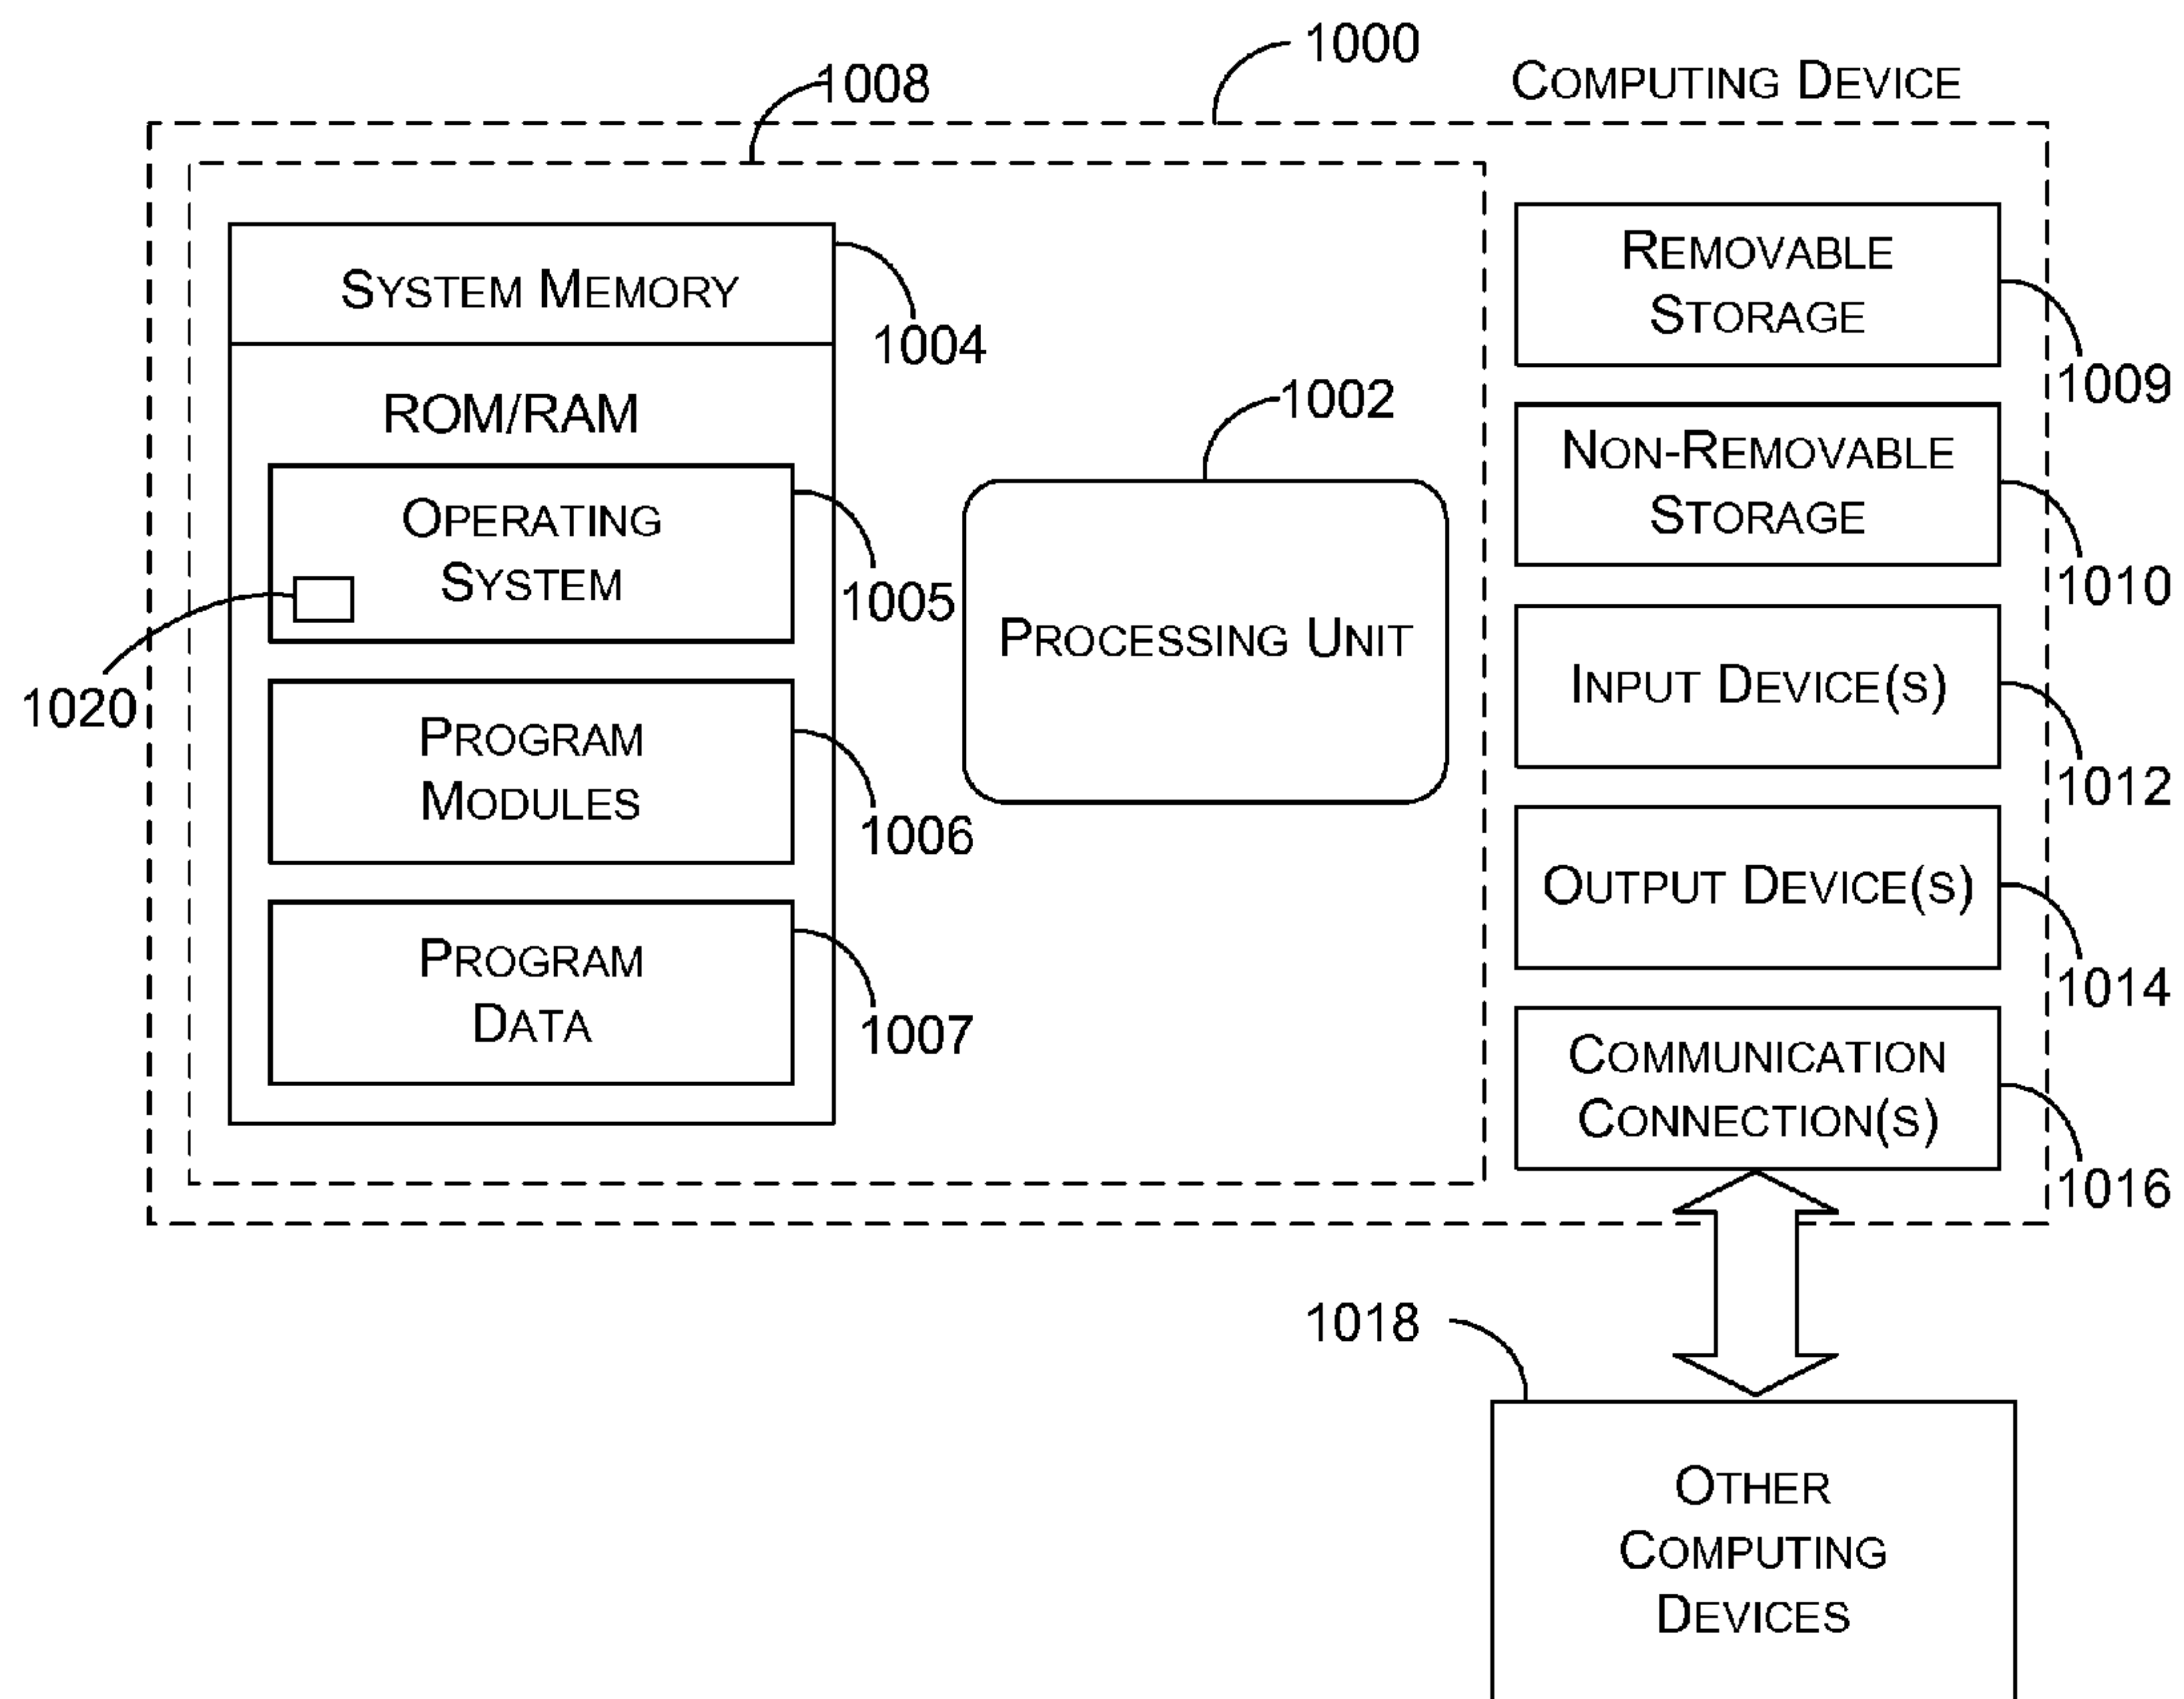 1000
COMPUTING DEVICE
1008
SYSTEM MEMORY
1004
ROM/RAM
OPERATING
SYSTEM
1005
1020
PROGRAM
MODULES
1006
PROGRAM
DATA
1007
1002
PROCESSING UNIT
REMOVABLE
STORAGE
1009
NON-REMOVABLE
STORAGE
1010
INPUT DEVICE(S)
1012
OUTPUT DEVICE(S)
1014
COMMUNICATION
CONNECTION(S)
1016
1018
OTHER
COMPUTING
DEVICES